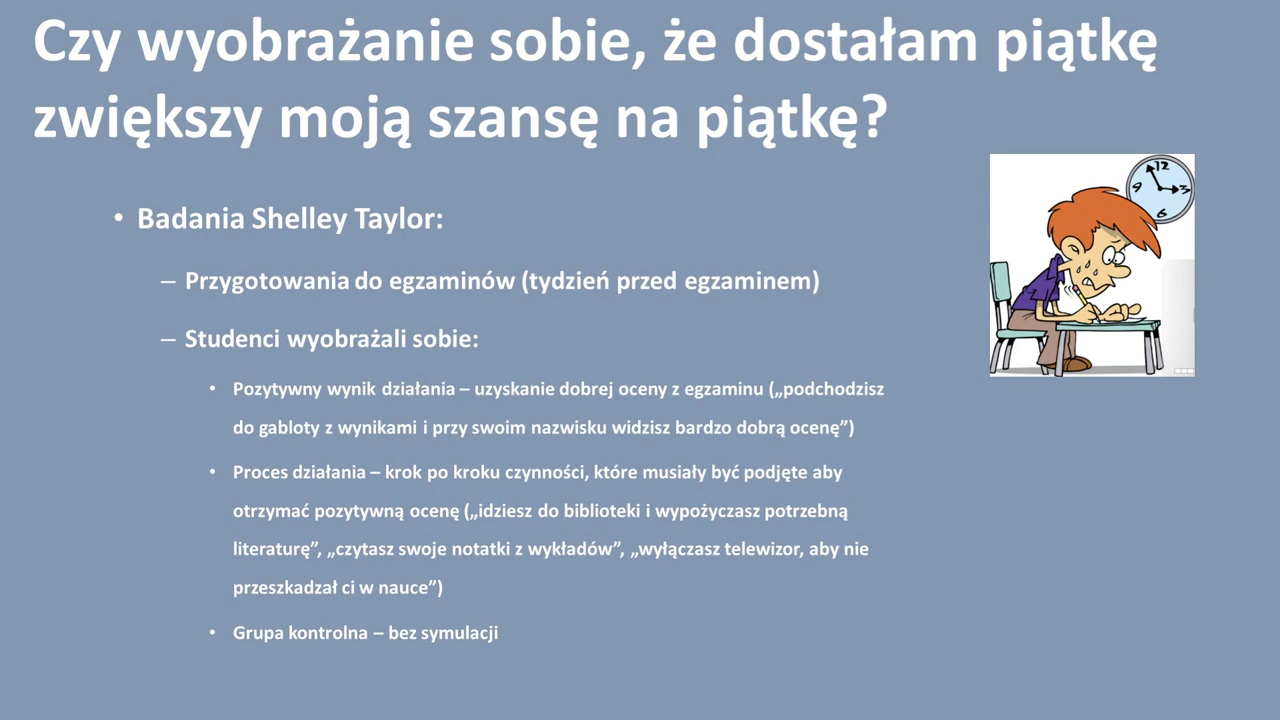 Czy wyobrażanie sobie, że dostałam piątkę
zwiększy moją szansę na piątkę?
• Badania Shelley Taylor:
– Przygotowania do egzaminów (tydzień przed egzaminem)
– Studenci wyobrażali sobie:
• Pozytywny wynik działania – uzyskanie dobrej oceny z egzaminu („podchodzisz
do gabloty z wynikami i przy swoim nazwisku widzisz bardzo dobrą ocenę”)
• Proces działania – krok po kroku czynności, które musiały być podjęte aby
otrzymać pozytywną ocenę („idziesz do biblioteki i wypożyczasz potrzebną
literaturę”, „czytasz swoje notatki z wykładów”, „wyłączasz telewizor, aby nie
przeszkadzał ci w nauce”)
• Grupa kontrolna – bez symulacji
12
9 3
6